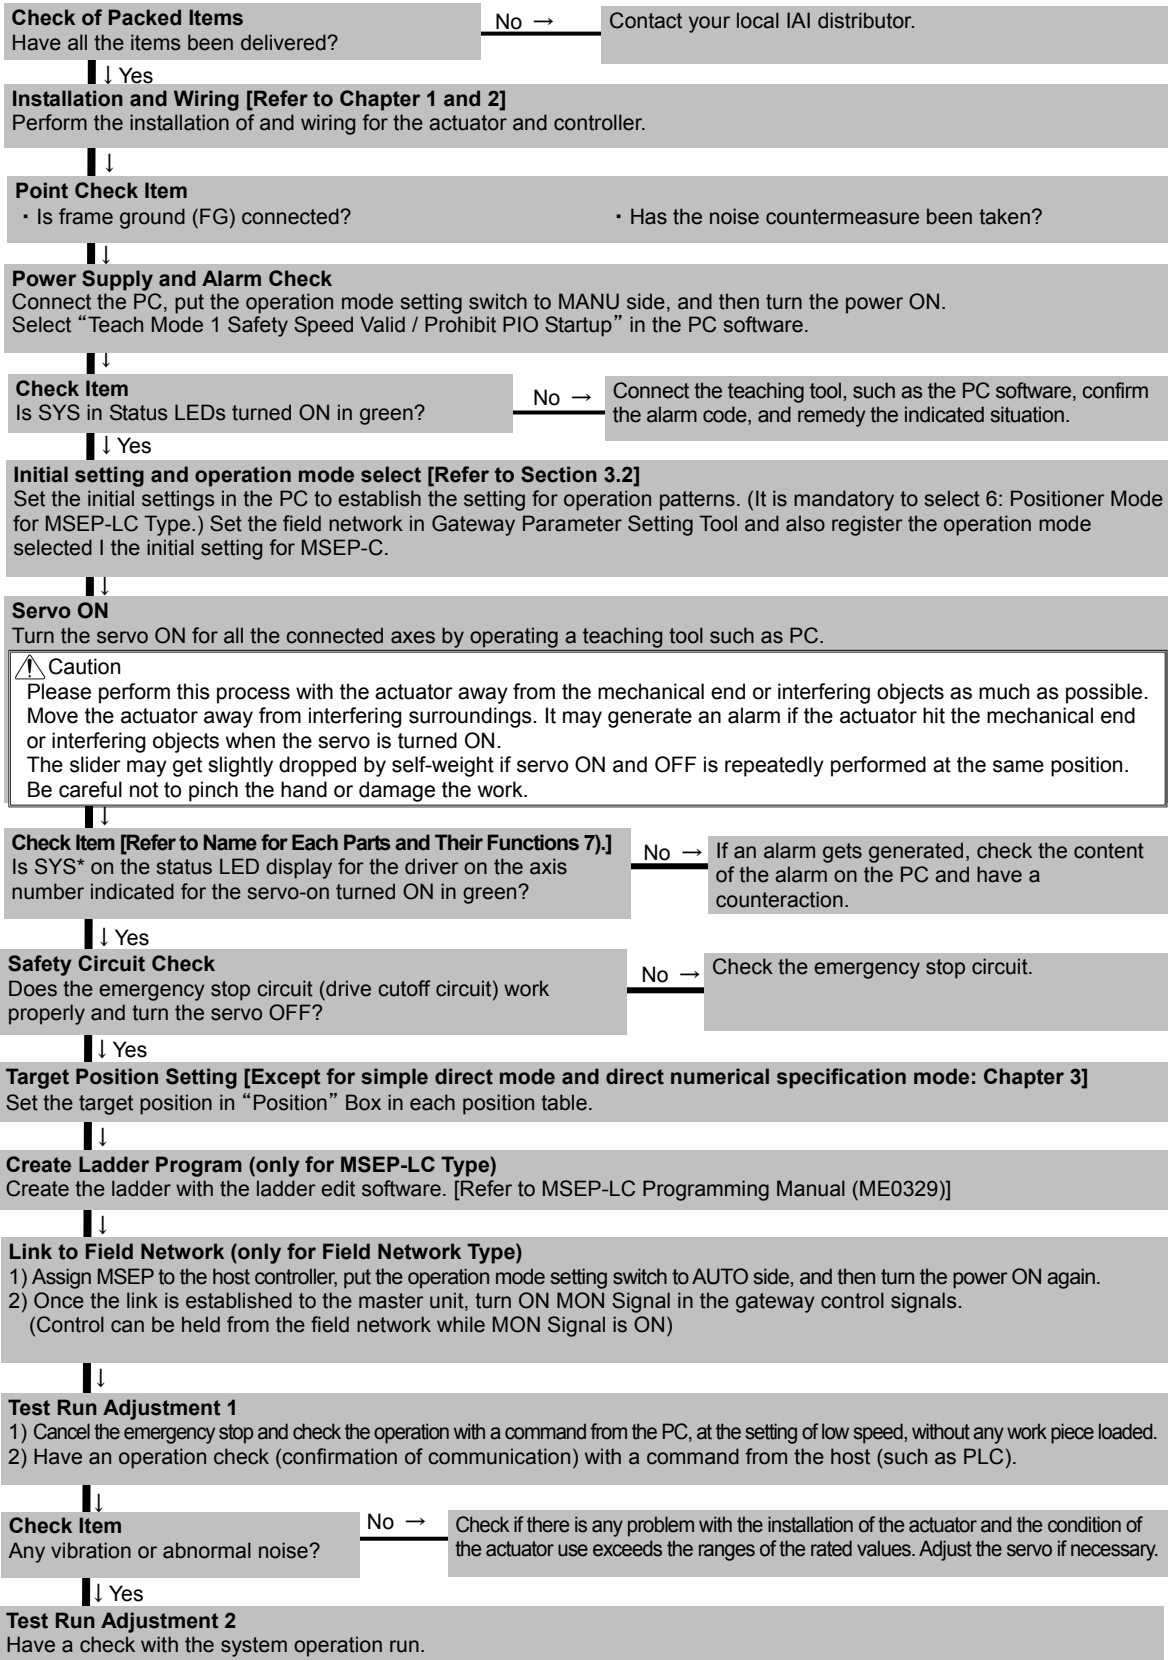 Check of Packed Items
Have all the items been delivered?
No →
Contact your local IAI distributor.
↓ Yes
Installation and Wiring [Refer to Chapter 1 and 2]
Perform the installation of and wiring for the actuator and controller.
↓
Point Check Item
・Is frame ground (FG) connected?
・Has the noise countermeasure been taken?
↓
Power Supply and Alarm Check
Connect the PC, put the operation mode setting switch to MANU side, and then turn the power ON.
Select “Teach Mode 1 Safety Speed Valid / Prohibit PIO Startup” in the PC software.
↓
Check Item
Is SYS in Status LEDs turned ON in green?
No →
Connect the teaching tool, such as the PC software, confirm
the alarm code, and remedy the indicated situation.
↓ Yes
Initial setting and operation mode select [Refer to Section 3.2]
Set the initial settings in the PC to establish the setting for operation patterns. (It is mandatory to select 6: Positioner Mode
for MSEP-LC Type.) Set the field network in Gateway Parameter Setting Tool and also register the operation mode
selected I the initial setting for MSEP-C.
↓
Servo ON
Turn the servo ON for all the connected axes by operating a teaching tool such as PC.
Caution
Please perform this process with the actuator away from the mechanical end or interfering objects as much as possible.
Move the actuator away from interfering surroundings. It may generate an alarm if the actuator hit the mechanical end
or interfering objects when the servo is turned ON.
The slider may get slightly dropped by self-weight if servo ON and OFF is repeatedly performed at the same position.
Be careful not to pinch the hand or damage the work.
↓
Check Item [Refer to Name for Each Parts and Their Functions 7).]
Is SYS* on the status LED display for the driver on the axis
number indicated for the servo-on turned ON in green?
No →
If an alarm gets generated, check the content
of the alarm on the PC and have a
counteraction.
↓ Yes
Safety Circuit Check
Does the emergency stop circuit (drive cutoff circuit) work
properly and turn the servo OFF?
No →
Check the emergency stop circuit.
↓ Yes
Target Position Setting [Except for simple direct mode and direct numerical specification mode: Chapter 3]
Set the target position in “Position” Box in each position table.
↓
Create Ladder Program (only for MSEP-LC Type)
Create the ladder with the ladder edit software. [Refer to MSEP-LC Programming Manual (ME0329)]
↓
Link to Field Network (only for Field Network Type)
1) Assign MSEP to the host controller, put the operation mode setting switch to AUTO side, and then turn the power ON again.
2) Once the link is established to the master unit, turn ON MON Signal in the gateway control signals.
(Control can be held from the field network while MON Signal is ON)
↓
Test Run Adjustment 1
1) Cancel the emergency stop and check the operation with a command from the PC, at the setting of low speed, without any work piece loaded.
2) Have an operation check (confirmation of communication) with a command from the host (such as PLC).
↓
Check Item
Any vibration or abnormal noise?
No →
Check if there is any problem with the installation of the actuator and the condition of
the actuator use exceeds the ranges of the rated values. Adjust the servo if necessary.
↓ Yes
Test Run Adjustment 2
Have a check with the system operation run.